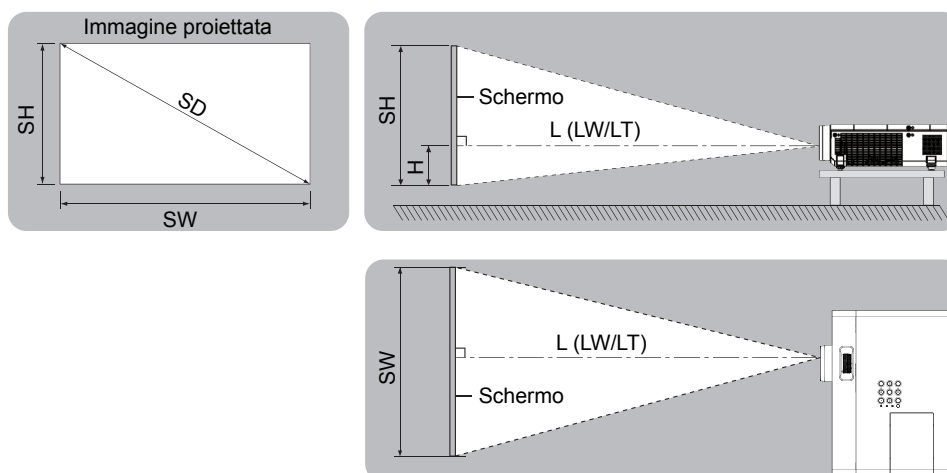 Immagine proiettata
SH
SD
SW
SH
Schermo
L (LW/LT)
H
SW
L (LW/LT)
Schermo